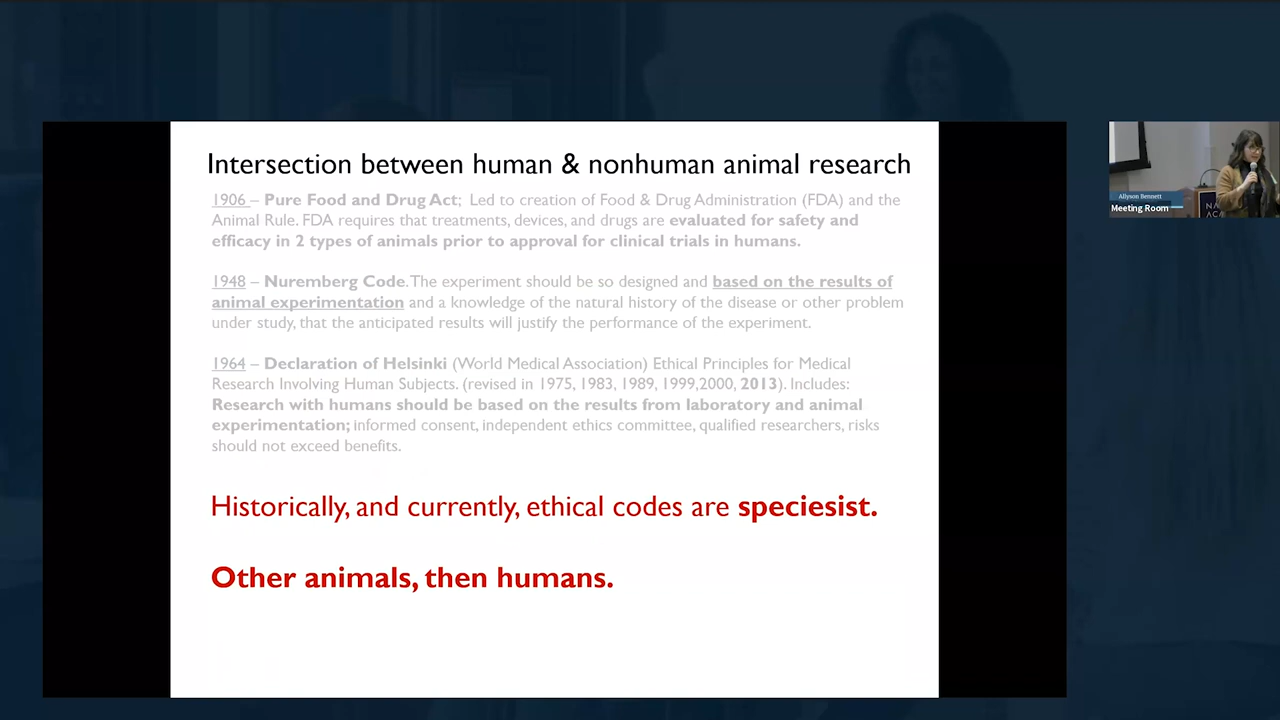 Intersection between human & nonhuman animal research
1906 – Pure Food and Drug Act; Led to creation of Food & Drug Administration (FDA) and the
Animal Rule. FDA requires that treatments, devices, and drugs are evaluated for safety and
efficacy in 2 types of animals prior to approval for clinical trials in humans.
1948 – Nuremberg Code. The experiment should be so designed and based on the results of
animal experimentation and a knowledge of the natural history of the disease or other problem
under study, that the anticipated results will justify the performance of the experiment.
1964 – Declaration of Helsinki (World Medical Association) Ethical Principles for Medical
Research Involving Human Subjects. (revised in 1975, 1983, 1989, 1999,2000, 2013). Includes:
Research with humans should be based on the results from laboratory and animal
experimentation; informed consent, independent ethics committee, qualified researchers, risks
should not exceed benefits.
Historically, and currently, ethical codes are speciesist.
Other animals, then humans.
Allyson Bennett
Meeting Room